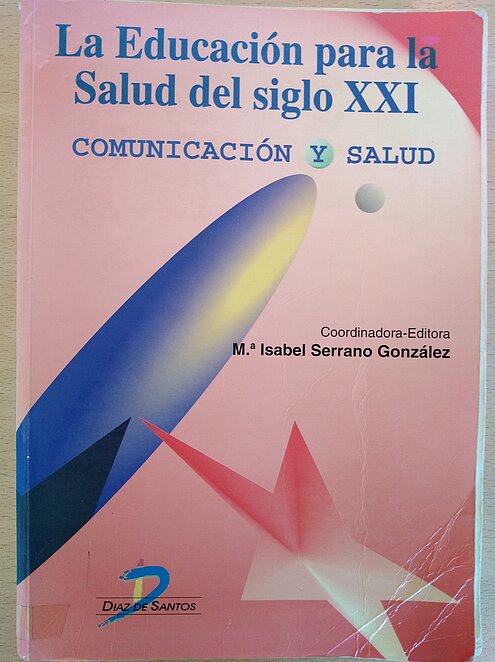 La Educación para la
Salud del siglo XXI
COMUNICACIÓN Y SALUD
Coordinadora-Editora
M.ª Isabel Serrano González
DIAZ DE SANTOS